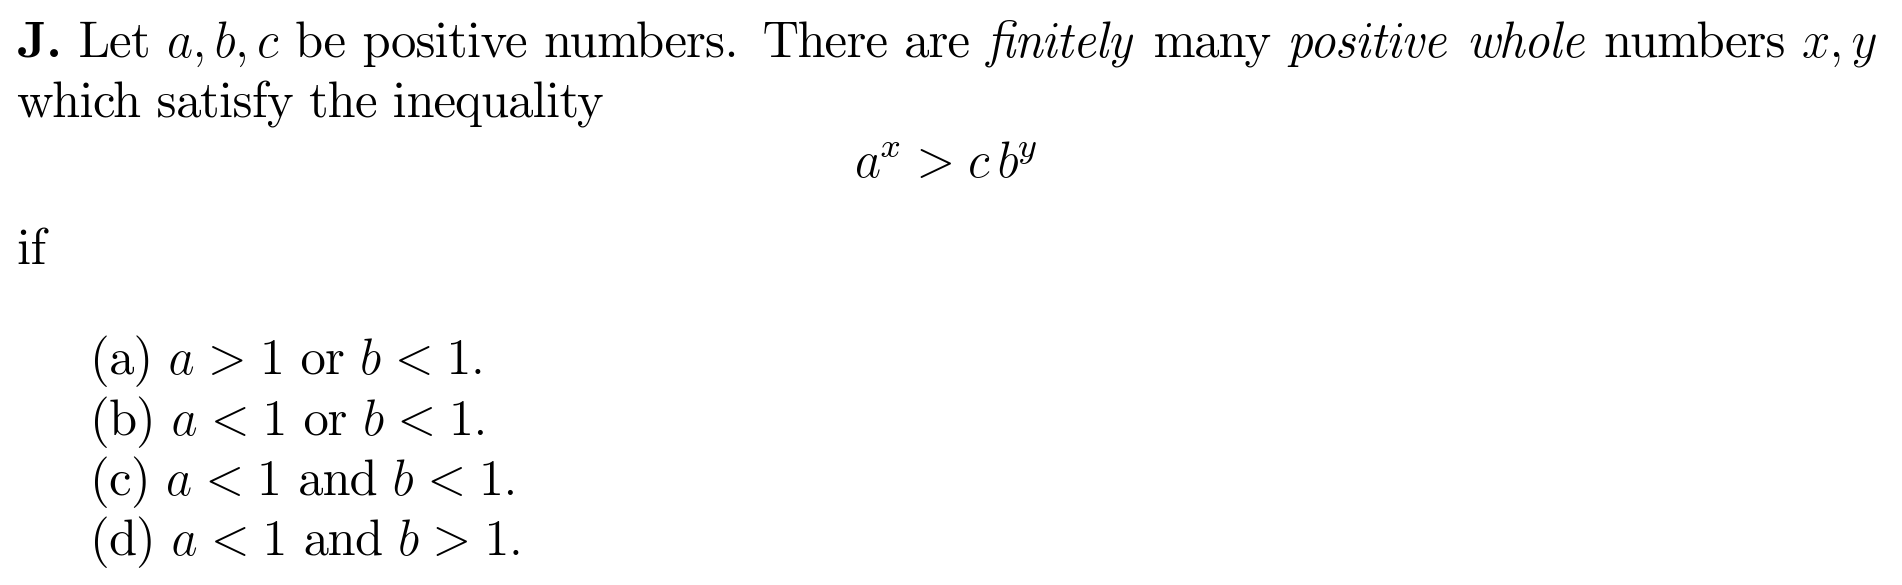 J. Let a, b, c be positive numbers. There are finitely many positive whole numbers x, y
which satisfy the inequality
a^x > c b^y
if
(a) a > 1 or b < 1.
(b) a < 1 or b < 1.
(c) a < 1 and b < 1.
(d) a < 1 and b > 1.